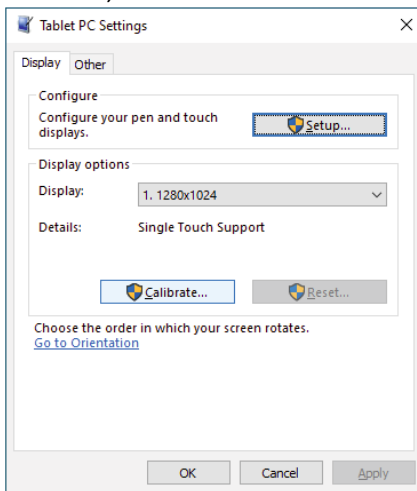 Tablet PC Settings
Display Other
Configure
Configure your pen and touch
displays.
Setup...
Display options
Display: 1. 1280x1024
Details: Single Touch Support
Calibrate... Reset...
Choose the order in which your screen rotates.
Go to Orientation
OK Cancel Apply